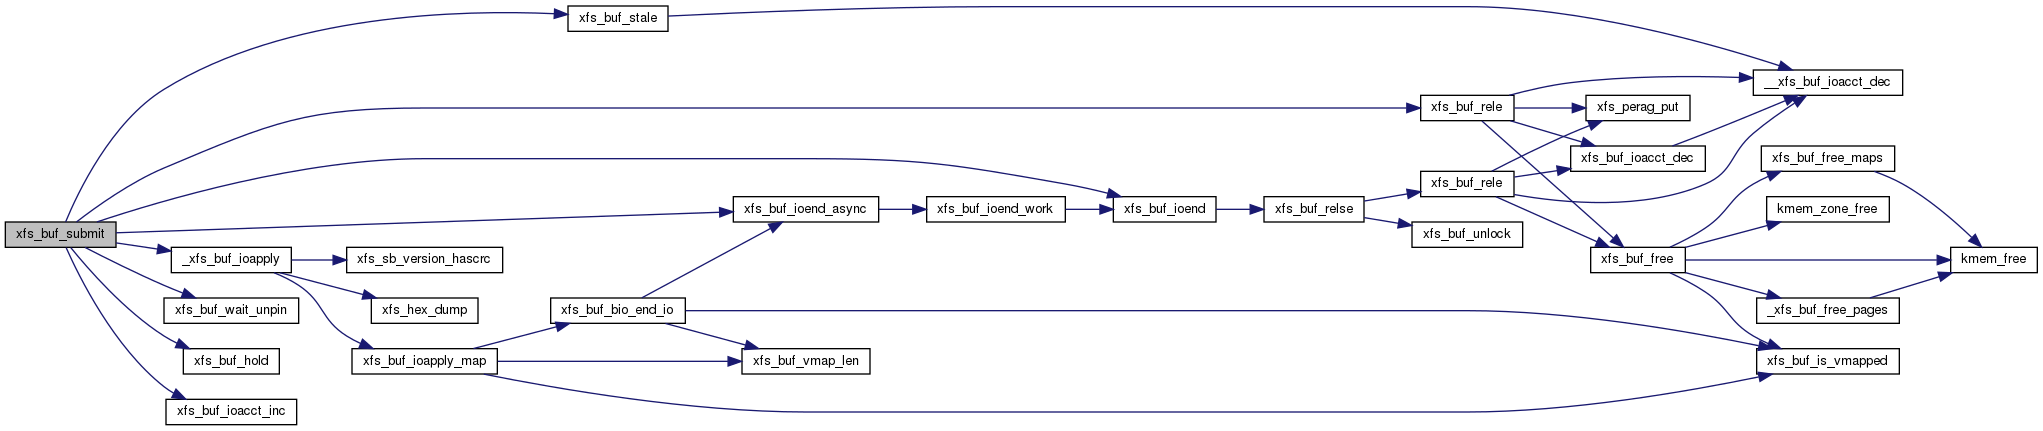 xfs_buf_stale
__xfs_buf_ioacct_dec
xfs_buf_rele
xfs_perag_put
xfs_buf_ioacct_dec
xfs_buf_free_maps
xfs_buf_rele
xfs_buf_ioend_async
xfs_buf_ioend_work
xfs_buf_ioend
xfs_buf_relse
kmem_zone_free
xfs_buf_submit
xfs_buf_unlock
_xfs_buf_ioapply
xfs_sb_version_hascrc
xfs_buf_free
kmem_free
xfs_buf_wait_unpin
xfs_hex_dump
xfs_buf_bio_end_io
_xfs_buf_free_pages
xfs_buf_hold
xfs_buf_ioapply_map
xfs_buf_vmap_len
xfs_buf_is_vmapped
xfs_buf_ioacct_inc